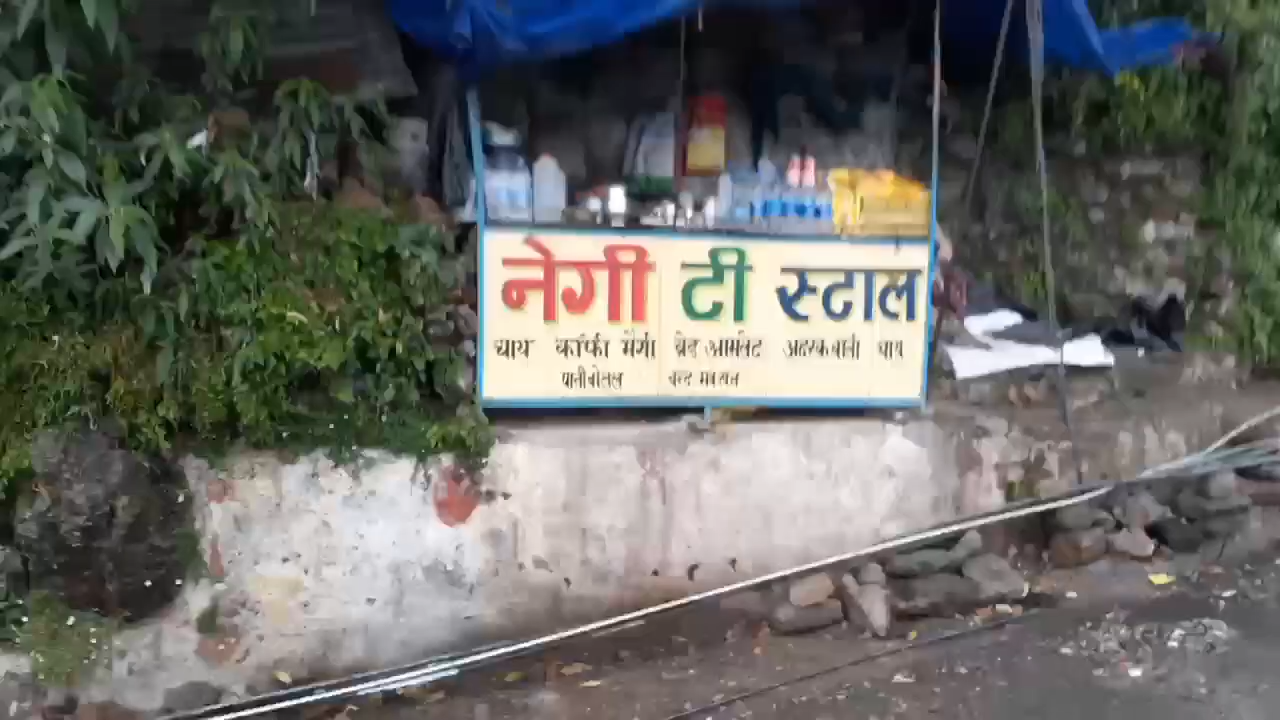 नेगी टी स्टाल
चाय कॉफी मैगी ब्रेड आमलेट अदरकवाली चाय
पानी बोतल बन्द मक्खन